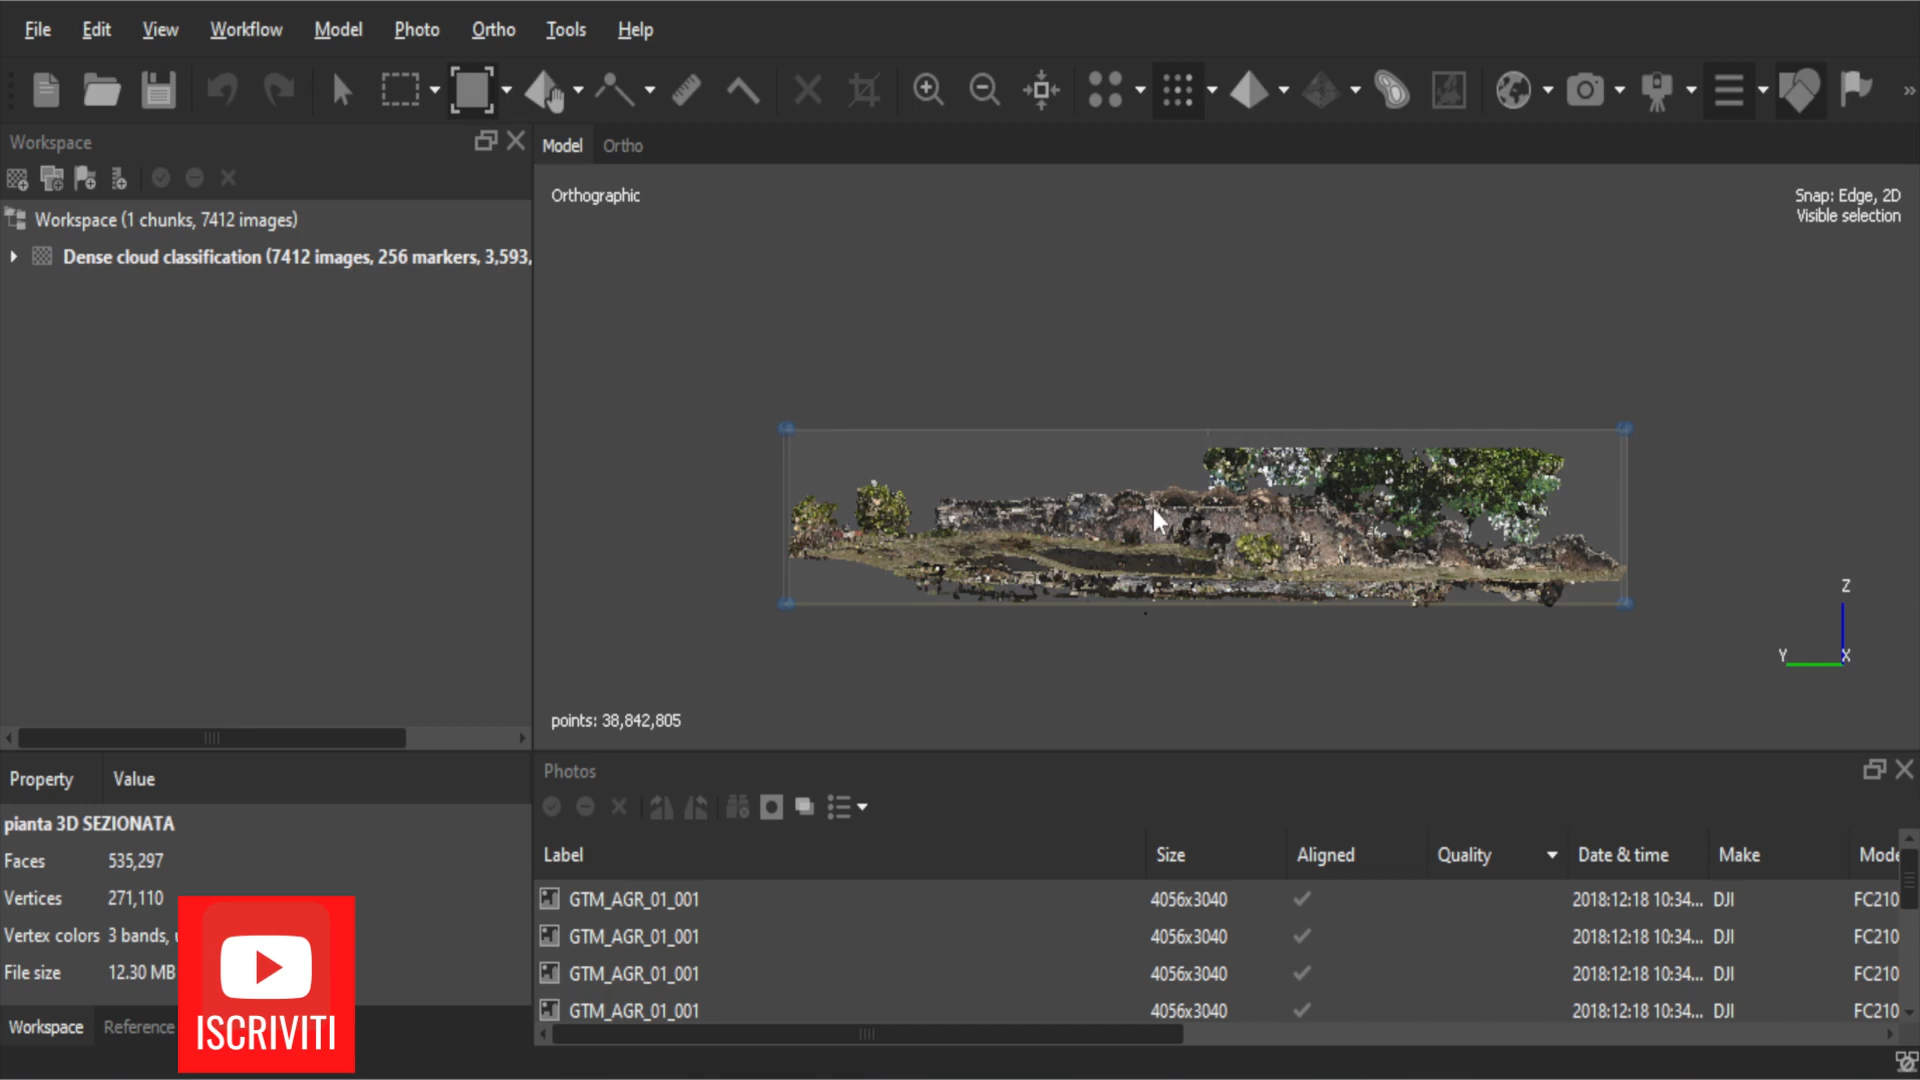 File Edit View Workflow Model Photo Ortho Tools Help
Workspace
Model Ortho
Orthographic
Snap: Edge, 2D
Visible selection
Workspace (1 chunks, 7412 images)
Dense cloud classification (7412 images, 256 markers, 3,593,
Z
Y
X
points: 38,842,805
Property Value
pianta 3D SEZIONATA
Faces 535,297
Vertices 271,110
Vertex colors 3 bands,
File size 12.30 MB
Workspace Reference
ISCRIVITI
Photos
Label Size Aligned Quality Date & time Make Mode
GTM_AGR_01_001 4056x3040 2018:12:18 10:34... DJI FC210
GTM_AGR_01_001 4056x3040 2018:12:18 10:34... DJI FC210
GTM_AGR_01_001 4056x3040 2018:12:18 10:34... DJI FC210
GTM_AGR_01_001 4056x3040 2018:12:18 10:34... DJI FC210